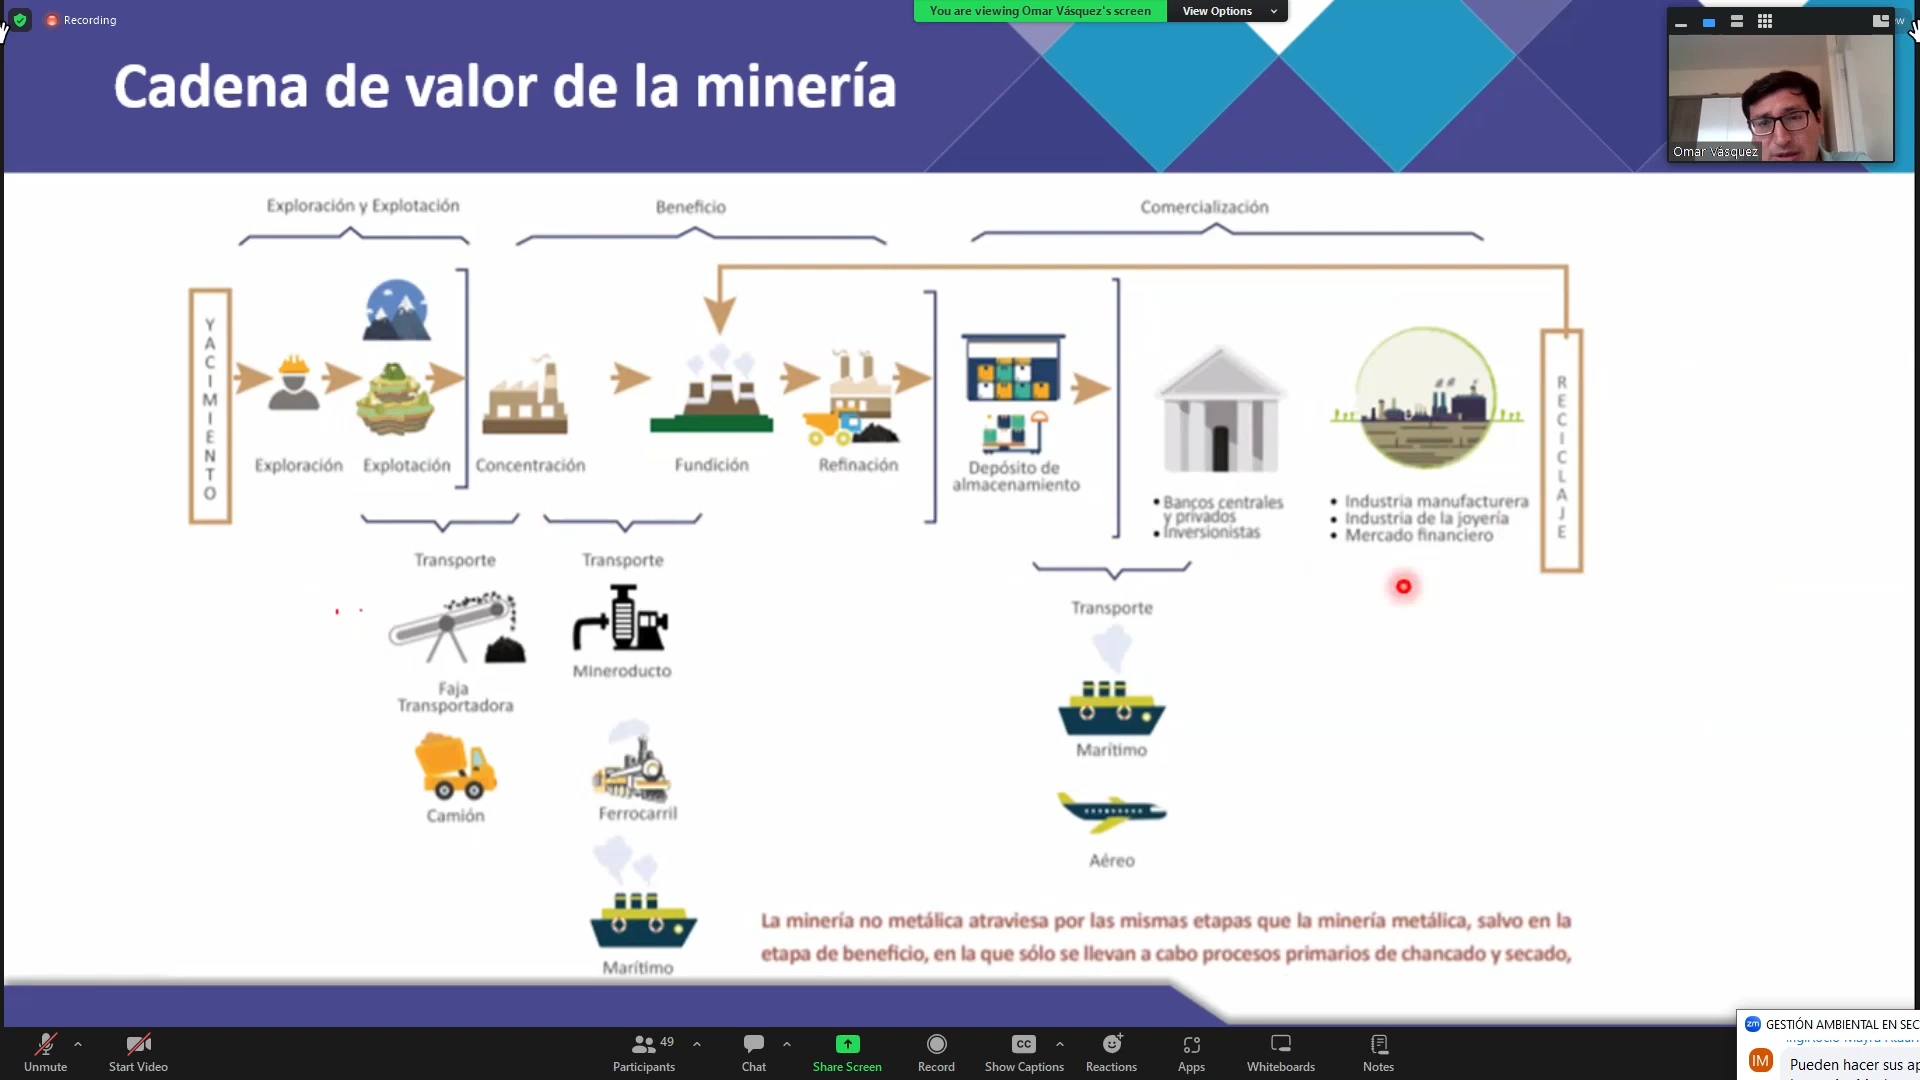 Recording
You are viewing Omar Vásquez's screen
View Options
Cadena de valor de la minería
Omar Vásquez
Exploración y Explotación
Beneficio
Comercialización
YACIMIENTO
Exploración
Explotación
Concentración
Fundición
Refinación
Depósito de
almacenamiento
• Bancos centrales
y privados
• Inversionistas
• Industria manufacturera
• Industria de la joyería
• Mercado financiero
RECICLAJE
Transporte
Transporte
Transporte
Faja
Transportadora
Mineroducto
Camión
Ferrocarril
Marítimo
Marítimo
Aéreo
La minería no metálica atraviesa por las mismas etapas que la minería metálica, salvo en la
etapa de beneficio, en la que sólo se llevan a cabo procesos primarios de chancado y secado,
Unmute
Start Video
Participants
49
Chat
Share Screen
Record
CC
Show Captions
Reactions
Apps
Whiteboards
Notes
zm
GESTIÓN AMBIENTAL EN SEC
IM
Pueden hacer sus ap